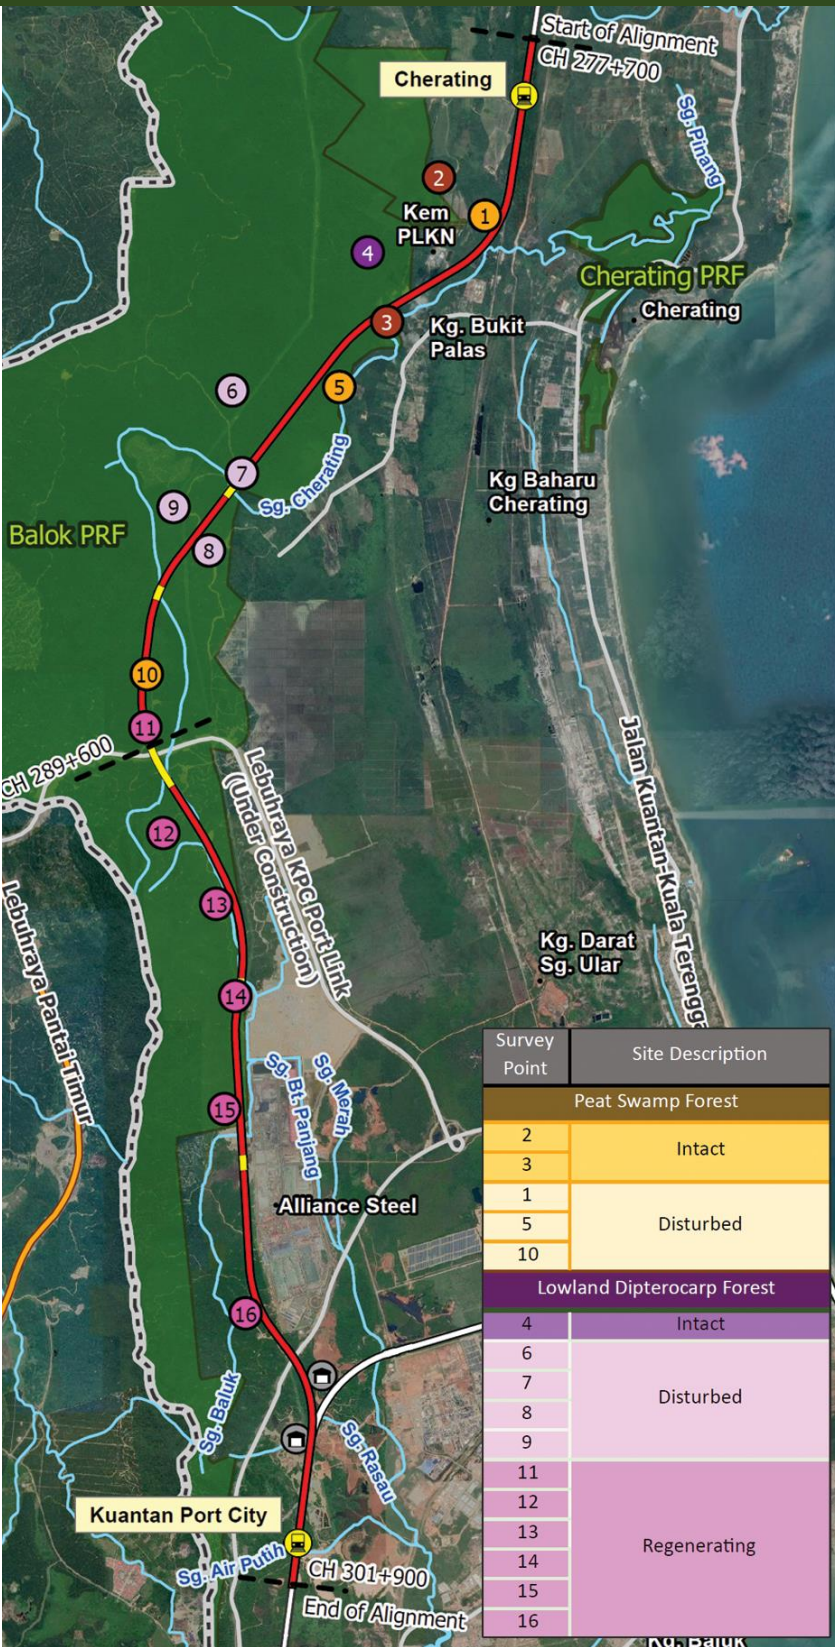 Start of Alignment
CH 277+700
Cherating
Sg. Pinang
2
1
Kem
PLKN
4
Cherating PRF
Cherating
3
Kg. Bukit
Palas
5
6
7
Sg. Cherating
Kg Baharu
Cherating
9
8
Balok PRF
10
11
CH 289+600
Lebuhraya KPC Port Link
(Under Construction)
Jalan Kuantan-Kuala Terengga
12
13
Lebuhraya Pantai Timur
Kg. Darat
Sg. Ular
14
Sg. Bt. Panjang
Sg. Merah
15
Alliance Steel
16
Sg. Baluk
Sg. Rasau
Kuantan Port City
Sg. Air Putih
CH 301+900
End of Alignment
Survey
Point
Site Description
Peat Swamp Forest
2
3
Intact
1
5
10
Disturbed
Lowland Dipterocarp Forest
4
Intact
6
7
8
9
Disturbed
11
12
13
14
15
16
Regenerating
Kg. Baluk